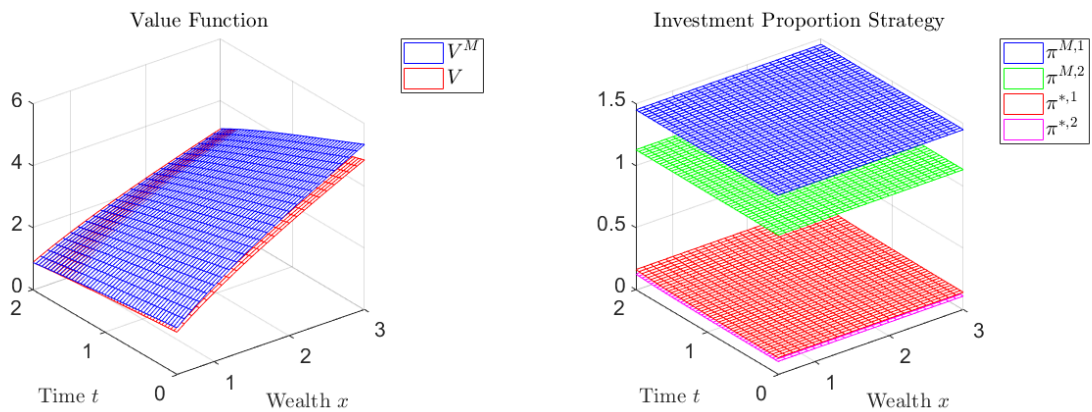 Value Function
V^M
V
6
4
2
0
2
1
0
Time t
1
2
3
Wealth x
Investment Proportion Strategy
π^{M,1}
π^{M,2}
π^{*,1}
π^{*,2}
1.5
1
0.5
0
2
1
0
Time t
1
2
3
Wealth x